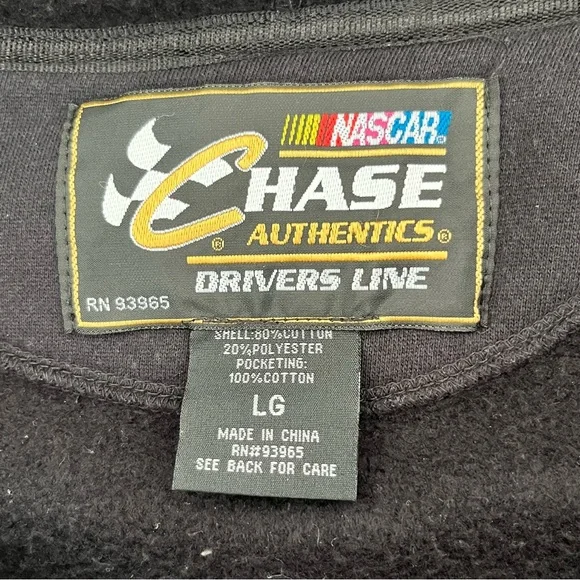 NASCAR®
CHASE
® AUTHENTICS®
DRIVERS LINE
RN 93965
SHELL:80%COTTON
20%POLYESTER
POCKETING:
100%COTTON
LG
MADE IN CHINA
RN#93965
SEE BACK FOR CARE